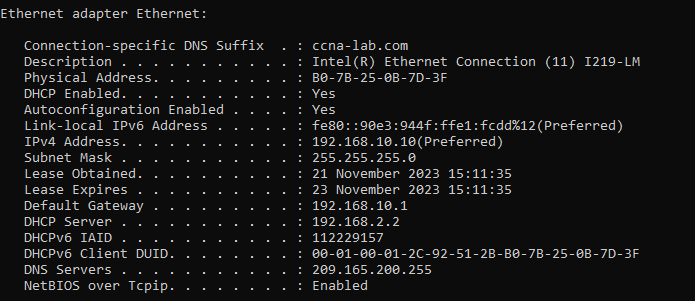 Ethernet adapter Ethernet:
Connection-specific DNS Suffix  . : ccna-lab.com
Description . . . . . . . . . . . : Intel(R) Ethernet Connection (11) I219-LM
Physical Address. . . . . . . . . : B0-7B-25-0B-7D-3F
DHCP Enabled. . . . . . . . . . . : Yes
Autoconfiguration Enabled . . . . : Yes
Link-local IPv6 Address . . . . . : fe80::90e3:944f:ffe1:fcdd%12(Preferred)
IPv4 Address. . . . . . . . . . . : 192.168.10.10(Preferred)
Subnet Mask . . . . . . . . . . . : 255.255.255.0
Lease Obtained. . . . . . . . . . : 21 November 2023 15:11:35
Lease Expires . . . . . . . . . . : 23 November 2023 15:11:35
Default Gateway . . . . . . . . . : 192.168.10.1
DHCP Server . . . . . . . . . . . : 192.168.2.2
DHCPv6 IAID . . . . . . . . . . . : 112229157
DHCPv6 Client DUID. . . . . . . . : 00-01-00-01-2C-92-51-2B-B0-7B-25-0B-7D-3F
DNS Servers . . . . . . . . . . . : 209.165.200.255
NetBIOS over Tcpip. . . . . . . . : Enabled